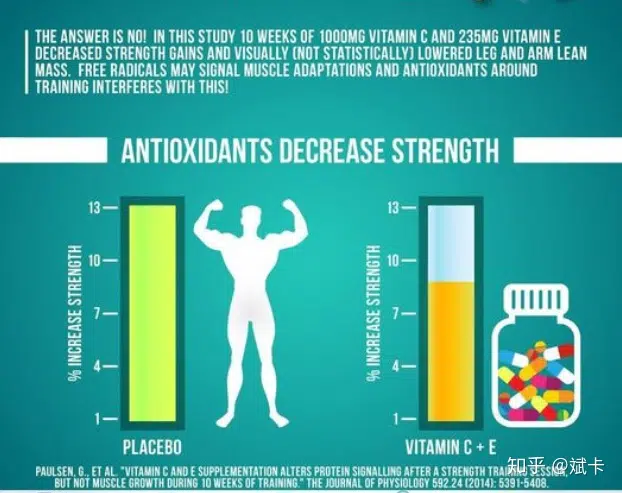 THE ANSWER IS NO! IN THIS STUDY 10 WEEKS OF 1000MG VITAMIN C AND 235MG VITAMIN E
DECREASED STRENGTH GAINS AND VISUALLY (NOT STATISTICALLY) LOWERED LEG AND ARM LEAN
MASS. FREE RADICALS MAY SIGNAL MUSCLE ADAPTATIONS AND ANTIOXIDANTS AROUND
TRAINING INTERFERES WITH THIS!
ANTIOXIDANTS DECREASE STRENGTH
% INCREASE STRENGTH
13
10
7
4
1
PLACEBO
% INCREASE STRENGTH
13
10
7
4
1
VITAMIN C + E
知乎 @斌卡
PAULSEN, G., ET AL. "VITAMIN C AND E SUPPLEMENTATION ALTERS PROTEIN SIGNALLING AFTER A STRENGTH TRAINING SESSION,
BUT NOT MUSCLE GROWTH DURING 10 WEEKS OF TRAINING." THE JOURNAL OF PHYSIOLOGY 592.24 (2014): 5391-5408.